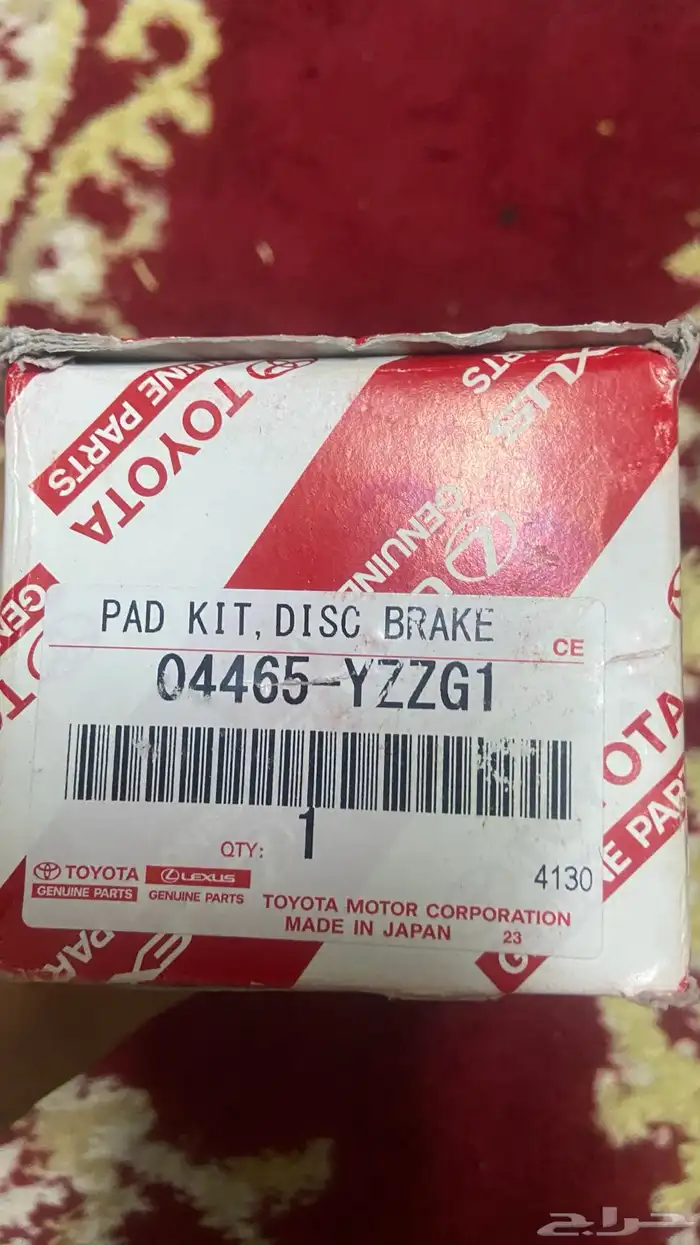 GENUINE PARTS
TOYOTA
PARTS
GENUINE
PAD KIT, DISC BRAKE
CE
04465-YZZG1
QTY: 1
4130
TOYOTA LEXUS
GENUINE PARTS GENUINE PARTS
TOYOTA MOTOR CORPORATION
MADE IN JAPAN 23
حراج